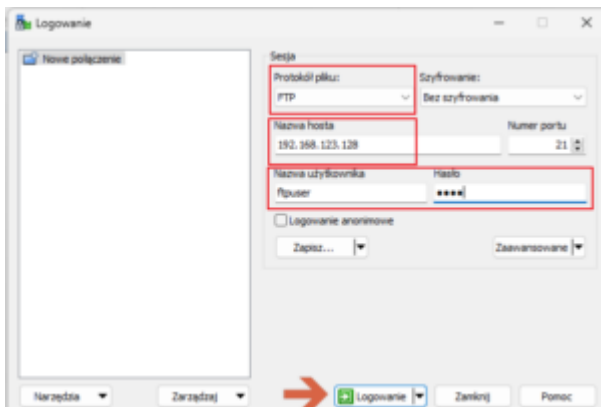 Logowanie
Nowe połączenie
Sesja
Protokół pliku: Szyfrowanie:
FTP Bez szyfrowania
Nazwa hosta Numer portu
192.168.123.128 21
Nazwa użytkownika Hasło
ftpuser ••••
Logowanie anonimowe
Zapisz... Zaawansowane
Narzędzia Zarządzaj Logowanie Zamknij Pomoc